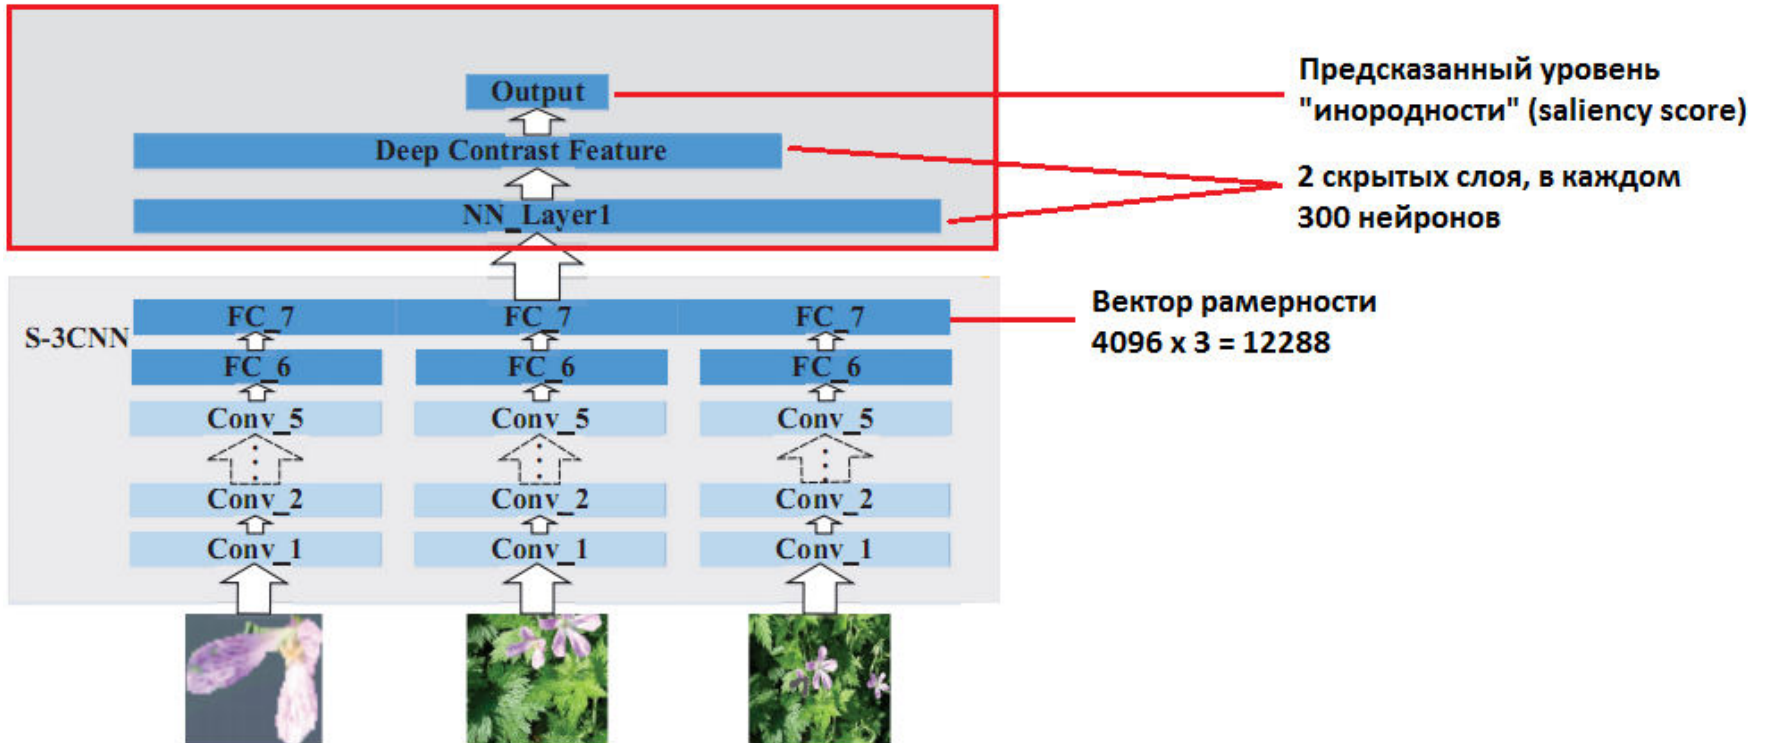 Output
Deep Contrast Feature
NN_Layer1
Предсказанный уровень
"инородности" (saliency score)
2 скрытых слоя, в каждом
300 нейронов
S-3CNN
FC_7 FC_7 FC_7
FC_6 FC_6 FC_6
Conv_5 Conv_5 Conv_5
Conv_2 Conv_2 Conv_2
Conv_1 Conv_1 Conv_1
Вектор рамерности
4096 x 3 = 12288